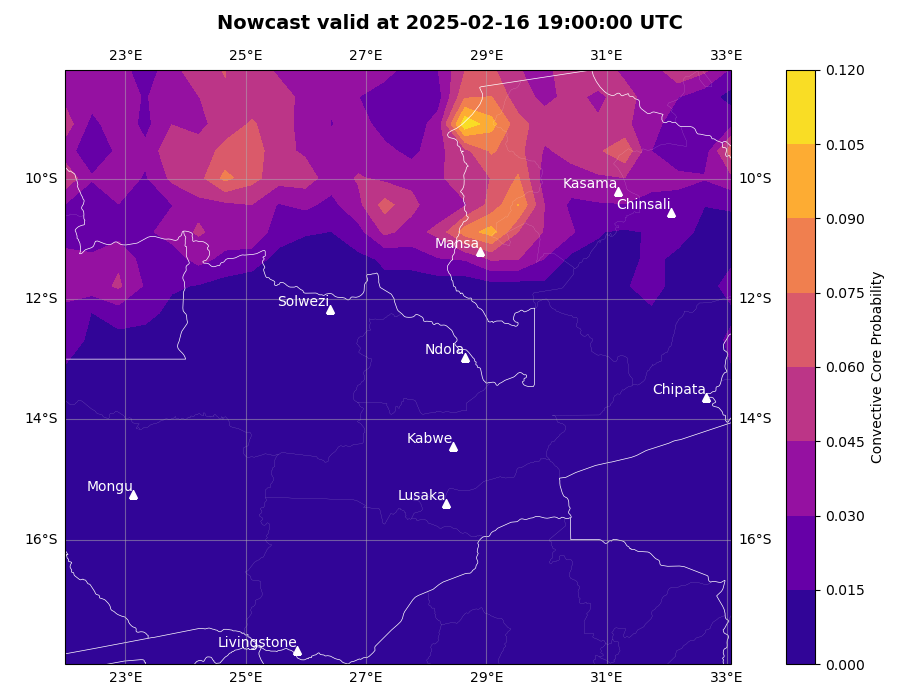 Nowcast valid at 2025-02-16 19:00:00 UTC
23°E 25°E 27°E 29°E 31°E 33°E
0.120
0.105
10°S 10°S
Kasama
Chinsali
0.090
Mansa
12°S 12°S
Solwezi
0.075
Ndola
0.060
Chipata
14°S 14°S
Kabwe
0.045
Mongu
Lusaka
0.030
16°S 16°S
0.015
Livingstone
0.000
23°E 25°E 27°E 29°E 31°E 33°E
Convective Core Probability